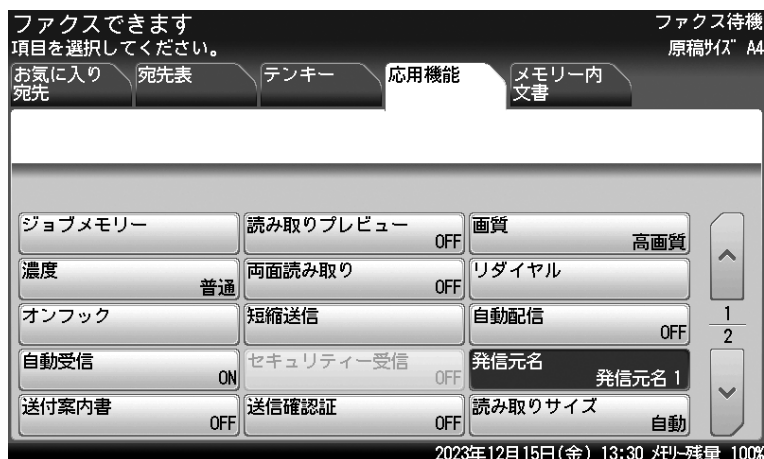 ファクスできます
ファクス待機
項目を選択してください。
原稿ｻｲｽﾞ A4
お気に入り
宛先
宛先表
テンキー
応用機能
メモリー内
文書
ジョブメモリー
読み取りプレビュー
OFF
画質
高画質
濃度
普通
両面読み取り
OFF
リダイヤル
オンフック
短縮送信
自動配信
OFF
1
2
自動受信
ON
セキュリティー受信
OFF
発信元名
発信元名 1
送付案内書
OFF
送信確認証
OFF
読み取りサイズ
自動
2023年12月15日(金) 13:30 ﾒﾓﾘｰ残量 100%